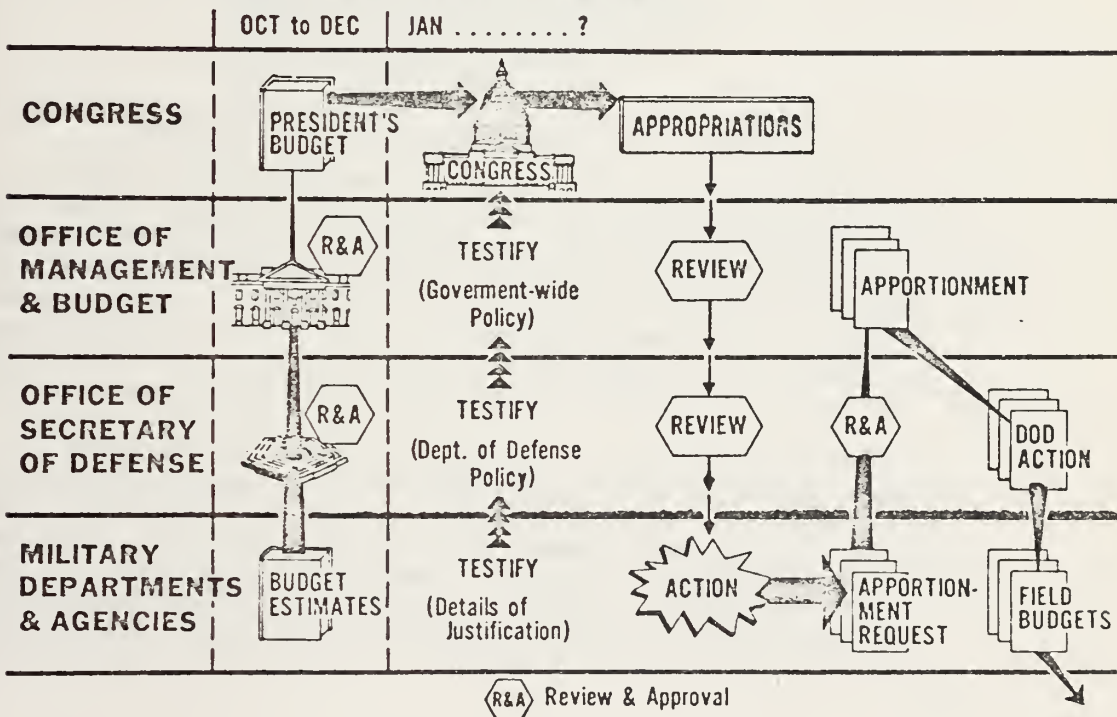 OCT to DEC
JAN ........?
CONGRESS
PRESIDENT'S
BUDGET
CONGRESS
APPROPRIATIORS
OFFICE OF
MANAGEMENT
& BUDGET
R&A
TESTIFY
(Goverment-wide
Policy)
REVIEW
APPORTIONMENT
OFFICE OF
SECRETARY
OF DEFENSE
R&A
TESTIFY
(Dept. of Defense
Policy)
REVIEW
R&A
DOD
ACTION
MILITARY
DEPARTMENTS
& AGENCIES
BUDGET
ESTIMATES
TESTIFY
(Details of
Justification)
ACTION
APPORTION-
MENT
REQUEST
FIELD
BUDGETS
R&A Review & Approval